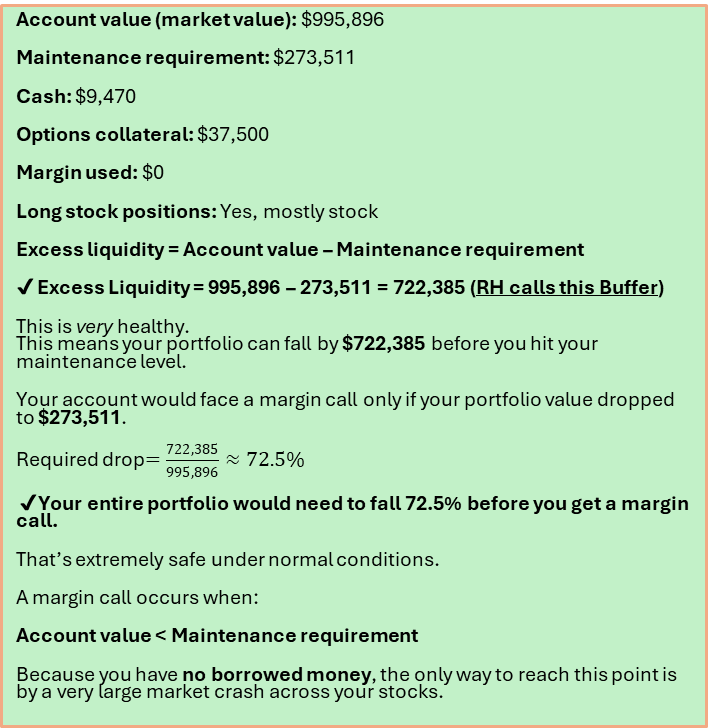 Account value (market value): $995,896
Maintenance requirement: $273,511
Cash: $9,470
Options collateral: $37,500
Margin used: $0
Long stock positions: Yes, mostly stock
Excess liquidity = Account value – Maintenance requirement
✓ Excess Liquidity = 995,896 – 273,511 = 722,385 (RH calls this Buffer)
This is very healthy.
This means your portfolio can fall by $722,385 before you hit your
maintenance level.
Your account would face a margin call only if your portfolio value dropped
to $273,511.
Required drop= 722,385/995,896 ≈ 72.5%
✓Your entire portfolio would need to fall 72.5% before you get a margin
call.
That's extremely safe under normal conditions.
A margin call occurs when:
Account value < Maintenance requirement
Because you have no borrowed money, the only way to reach this point is
by a very large market crash across your stocks.